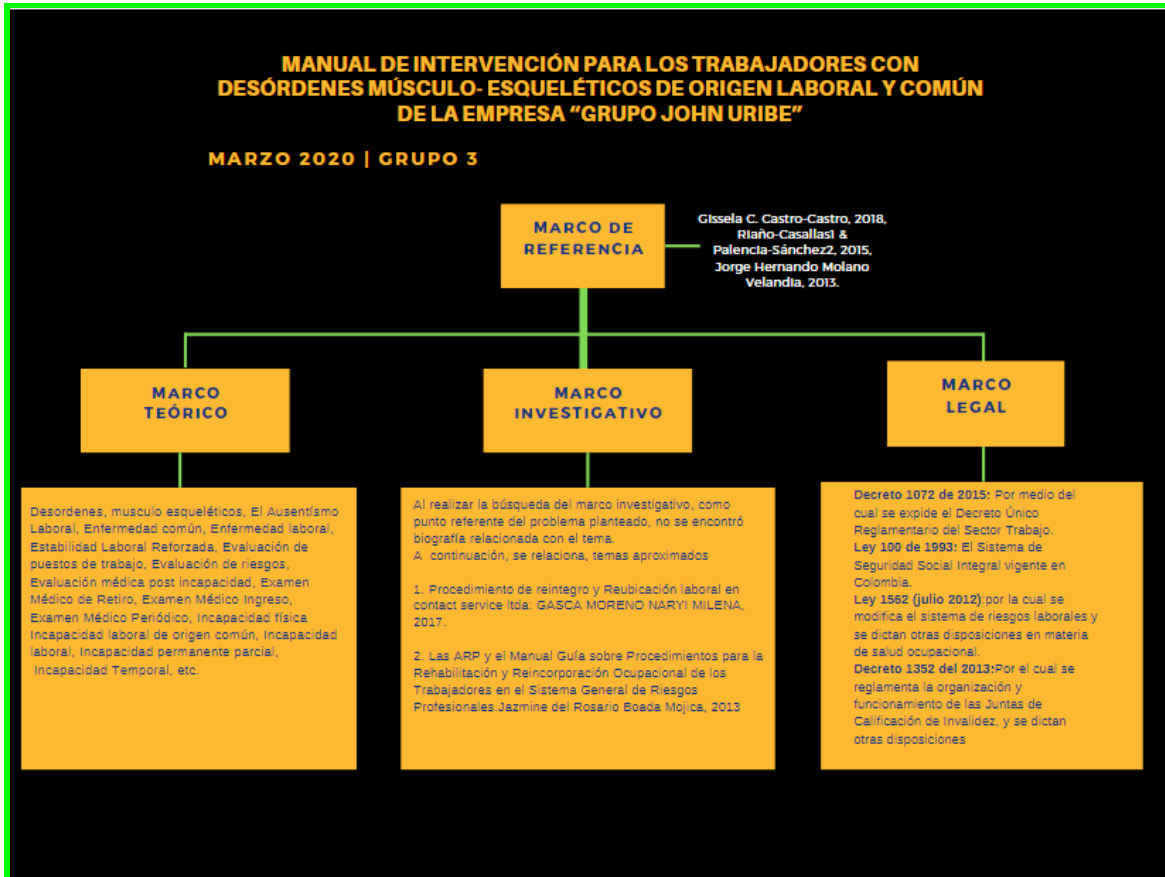 MANUAL DE INTERVENCIÓN PARA LOS TRABAJADORES CON
DESÓRDENES MÚSCULO- ESQUELÉTICOS DE ORIGEN LABORAL Y COMÚN
DE LA EMPRESA “GRUPO JOHN URIBE”
MARZO 2020 | GRUPO 3
MARCO DE
REFERENCIA
Gissela C. Castro-Castro, 2018,
Riaño-Casallas1 &
Palencia-Sánchez2, 2015,
Jorge Hernando Molano
Velandia, 2013.
MARCO
TEÓRICO
Desordenes, musculo esqueléticos, El Ausentísmo
Laboral, Enfermedad común, Enfermedad laboral,
Estabilidad Laboral Reforzada, Evaluación de
puestos de trabajo, Evaluación de riesgos,
Evaluación médica post incapacidad, Examen
Médico de Retiro, Examen Médico Ingreso,
Examen Médico Periódico, Incapacidad física
Incapacidad laboral de origen común, Incapacidad
laboral, Incapacidad permanente parcial,
Incapacidad Temporal, etc.
MARCO
INVESTIGATIVO
Al realizar la búsqueda del marco investigativo, como
punto referente del problema planteado, no se encontró
biografía relacionada con el tema.
A continuación, se relaciona, temas aproximados
1. Procedimiento de reintegro y Reubicación laboral en
contact service ltda: GASCA MORENO NARYI MILENA,
2017.
2. Las ARP y el Manual Guía sobre Procedimientos para la
Rehabilitación y Reincorporación Ocupacional de los
Trabajadores en el Sistema General de Riesgos
Profesionales.Jazmine del Rosario Boada Mojica, 2013
MARCO
LEGAL
Decreto 1072 de 2015: Por medio del
cual se expide el Decreto Único
Reglamentario del Sector Trabajo.
Ley 100 de 1993: El Sistema de
Seguridad Social Integral vigente en
Colombia.
Ley 1562 (julio 2012):por la cual se
modifica el sistema de riesgos laborales y
se dictan otras disposiciones en materia
de salud ocupacional.
Decreto 1352 del 2013:Por el cual se
reglamenta la organización y
funcionamiento de las Juntas de
Calificación de Invalidez, y se dictan
otras disposiciones